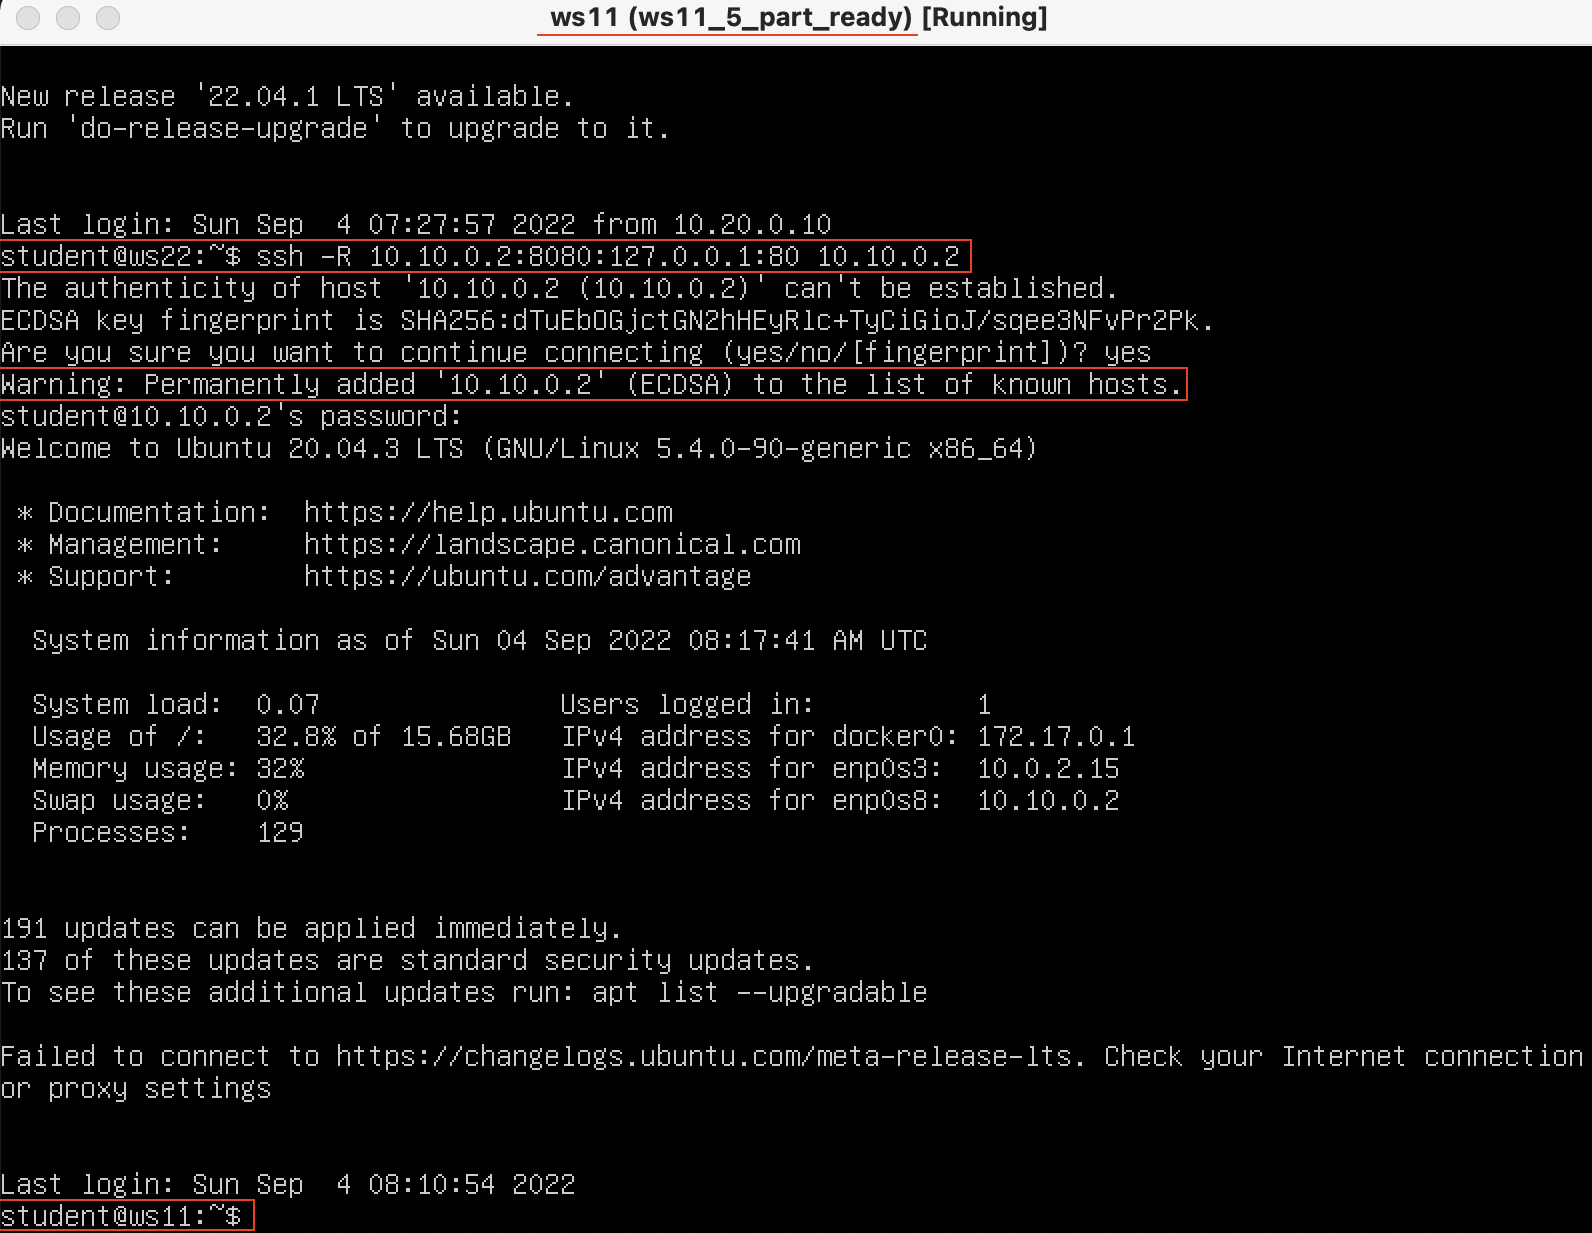 ws11 (ws11_5_part_ready) [Running]
New release '22.04.1 LTS' available.
Run 'do-release-upgrade' to upgrade to it.
Last login: Sun Sep  4 07:27:57 2022 from 10.20.0.10
student@ws22:~$ ssh -R 10.10.0.2:8080:127.0.0.1:80 10.10.0.2
The authenticity of host '10.10.0.2 (10.10.0.2)' can't be established.
ECDSA key fingerprint is SHA256:dTuEbOGjctGN2hHEyRlc+TyCiGioJ/sqee3NFvPr2Pk.
Are you sure you want to continue connecting (yes/no/[fingerprint])? yes
Warning: Permanently added '10.10.0.2' (ECDSA) to the list of known hosts.
student@10.10.0.2's password:
Welcome to Ubuntu 20.04.3 LTS (GNU/Linux 5.4.0-90-generic x86_64)
* Documentation:  https://help.ubuntu.com
* Management:     https://landscape.canonical.com
* Support:        https://ubuntu.com/advantage
System information as of Sun 04 Sep 2022 08:17:41 AM UTC
System load:  0.07               Users logged in:          1
Usage of /:   32.8% of 15.68GB   IPv4 address for docker0: 172.17.0.1
Memory usage: 32%                IPv4 address for enp0s3:  10.0.2.15
Swap usage:   0%                 IPv4 address for enp0s8:  10.10.0.2
Processes:    129
191 updates can be applied immediately.
137 of these updates are standard security updates.
To see these additional updates run: apt list --upgradable
Failed to connect to https://changelogs.ubuntu.com/meta-release-lts. Check your Internet connection
or proxy settings
Last login: Sun Sep  4 08:10:54 2022
student@ws11:~$